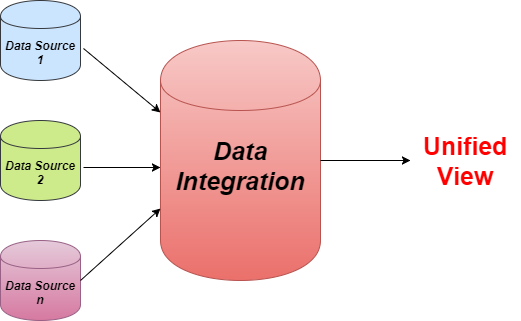 Data Source
1
Data Source
2
Data Source
n
Data
Integration
Unified
View